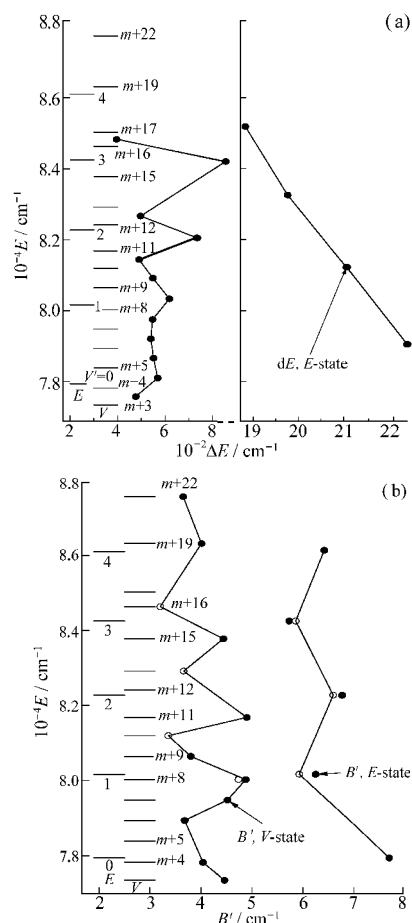 (a)
8.8
m+22
8.6
4
m+19
m+17
8.4
3
m+16
m+15
8.2
2
m+12
m+11
m+9
8.0
1
m+8
m+5
V'=0
m−4
7.8
E
V
m+3
10⁻⁴E / cm⁻¹
dE, E-state
2 4 6 8 19 20 21 22
10⁻²ΔE / cm⁻¹
(b)
8.8
m+22
8.6
4
m+19
m+16
8.4
3
m+15
m+12
8.2
2
m+11
m+9
8.0
1
m+8
B', E-state
B', V-state
m+5
7.8
0
m+4
E
V
10⁻⁴E / cm⁻¹
2 3 4 5 6 7 8
B' / cm⁻¹